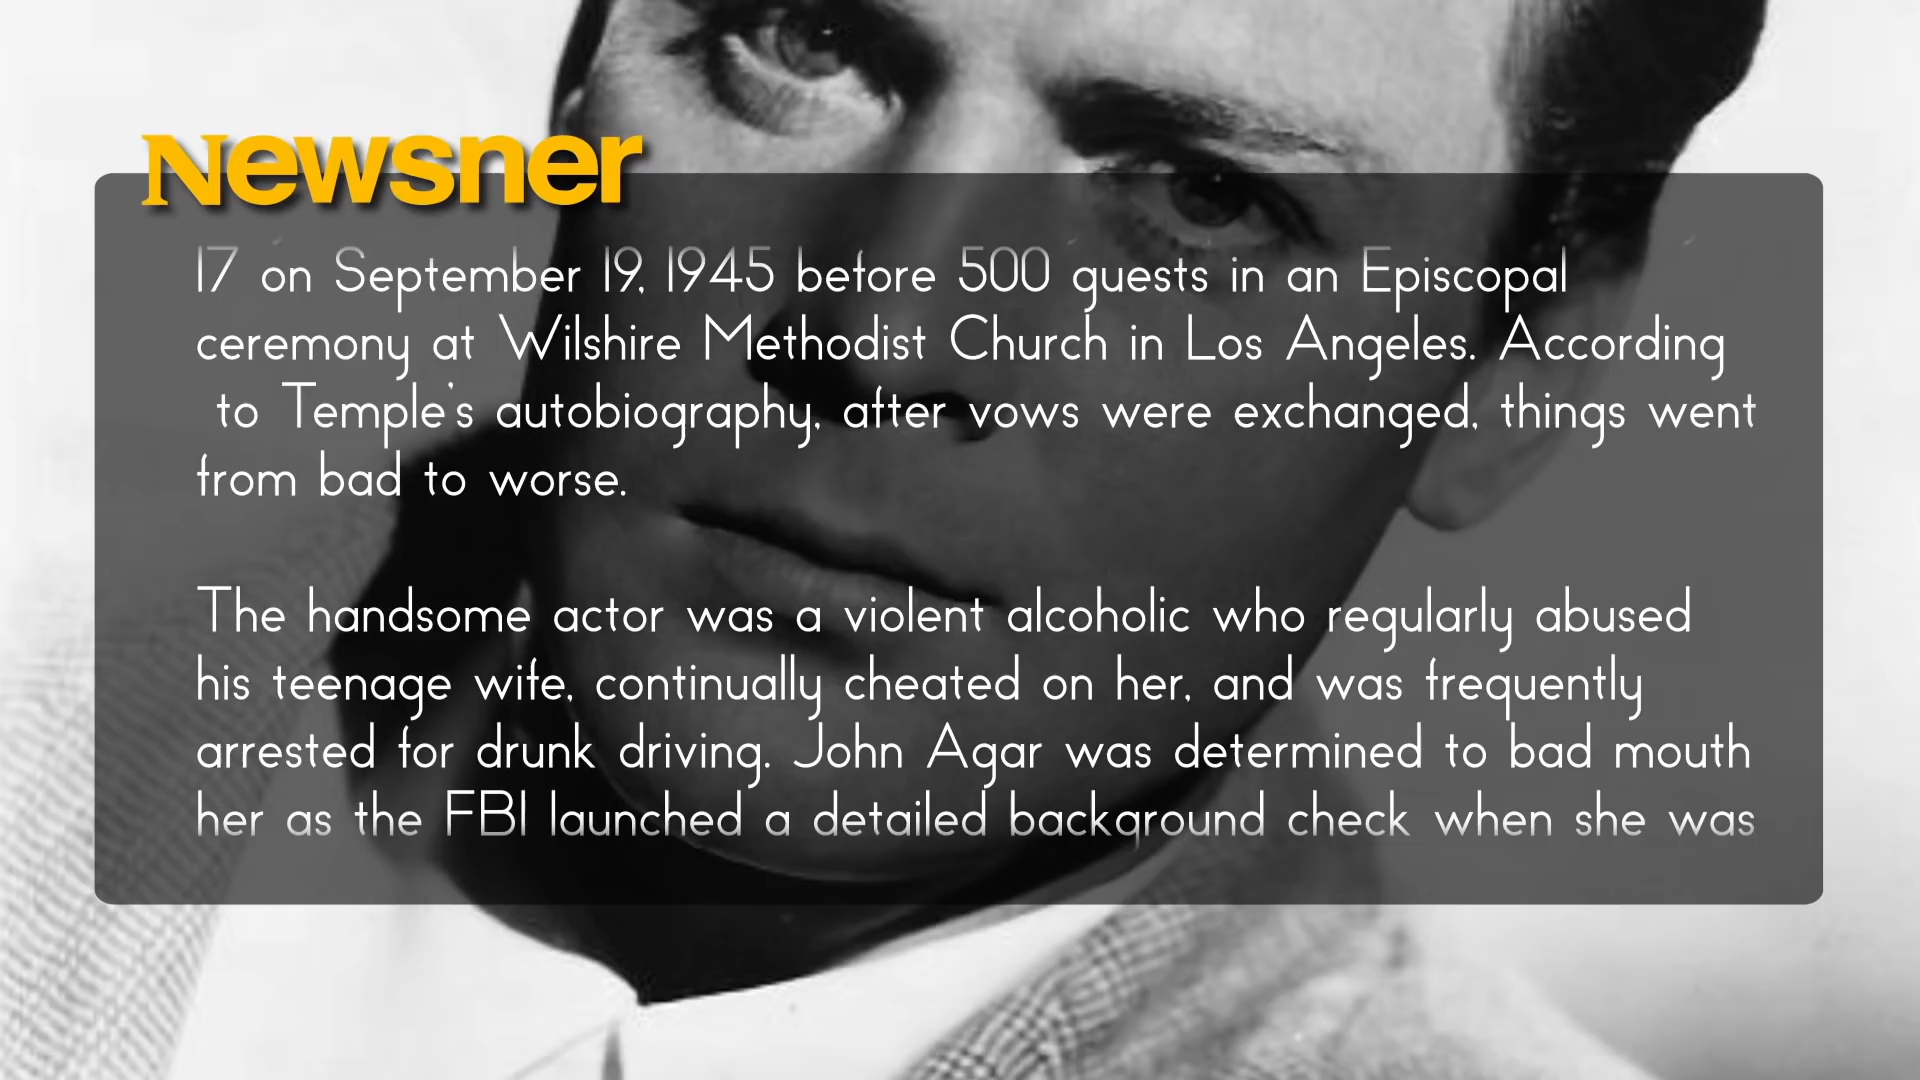 Newsner
17 on September 19, 1945 before 500 guests in an Episcopal
ceremony at Wilshire Methodist Church in Los Angeles. According
to Temple's autobiography, after vows were exchanged, things went
from bad to worse.
The handsome actor was a violent alcoholic who regularly abused
his teenage wife, continually cheated on her, and was frequently
arrested for drunk driving. John Agar was determined to bad mouth
her as the FBI launched a detailed background check when she was